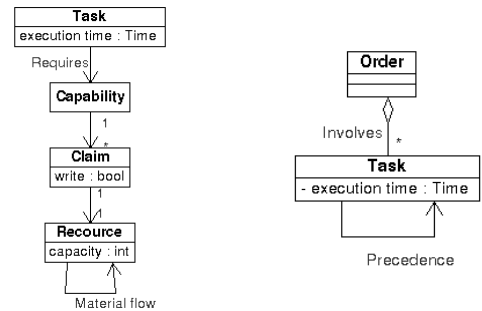 Task
execution time : Time
Requires
Capability
1
*
Claim
write : bool
1
1
Recource
capacity : int
Material flow
Order
Involves
*
Task
- execution time : Time
Precedence